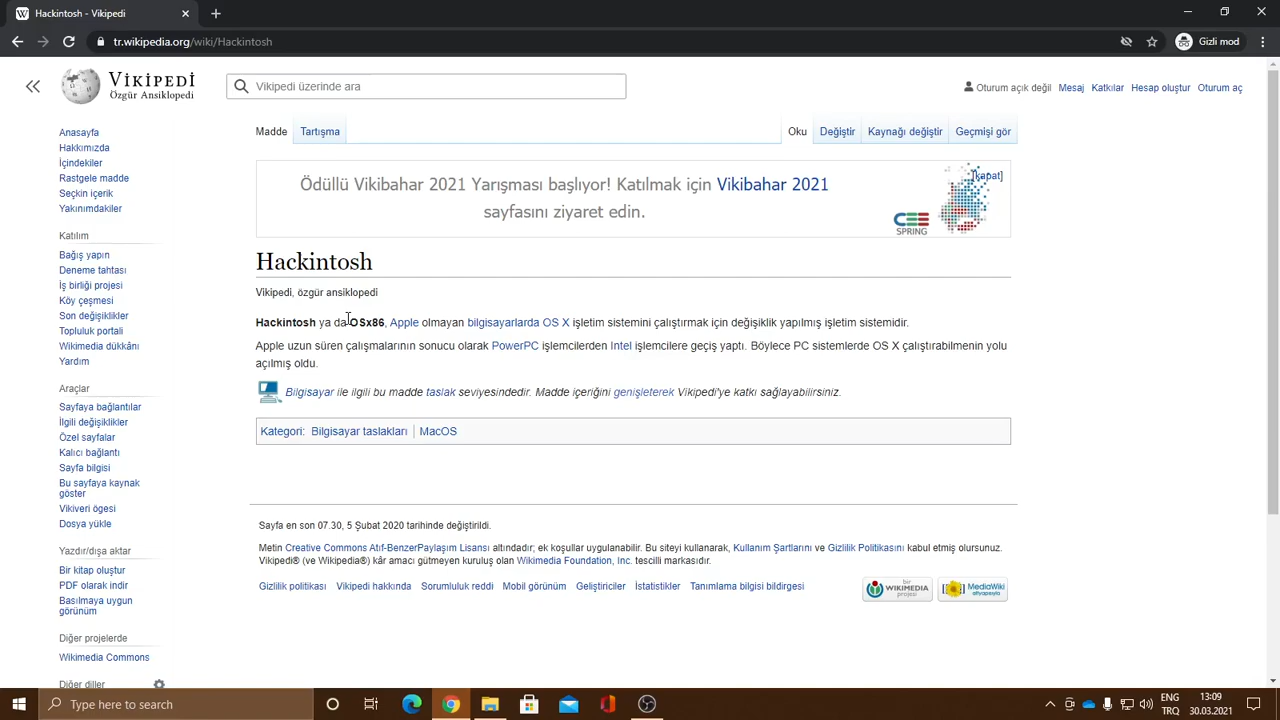 Hackintosh - Vikipedi
tr.wikipedia.org/wiki/Hackintosh
Gizli mod
VİKİPEDİ
Özgür Ansiklopedi
Vikipedi üzerinde ara
Oturum açık değil Mesaj Katkılar Hesap oluştur Oturum aç
Madde Tartışma Oku Değiştir Kaynağı değiştir Geçmişi gör
Anasayfa
Hakkımızda
İçindekiler
Rastgele madde
Seçkin içerik
Yakınımdakiler
Katılım
Bağış yapın
Deneme tahtası
İş birliği projesi
Köy çeşmesi
Son değişiklikler
Topluluk portali
Wikimedia dükkânı
Yardım
Araçlar
Sayfaya bağlantılar
İlgili değişiklikler
Özel sayfalar
Kalıcı bağlantı
Sayfa bilgisi
Bu sayfaya kaynak
göster
Vikiveri ögesi
Dosya yükle
Yazdır/dışa aktar
Bir kitap oluştur
PDF olarak indir
Basılmaya uygun
görünüm
Diğer projelerde
Wikimedia Commons
Diğer diller
Ödüllü Vikibahar 2021 Yarışması başlıyor! Katılmak için Vikibahar 2021
sayfasını ziyaret edin.
[kapat]
CEE
SPRING
Hackintosh
Vikipedi, özgür ansiklopedi
Hackintosh ya da OSx86, Apple olmayan bilgisayarlarda OS X işletim sistemini çalıştırmak için değişiklik yapılmış işletim sistemidir.
Apple uzun süren çalışmalarının sonucu olarak PowerPC işlemcilerden Intel işlemcilere geçiş yaptı. Böylece PC sistemlerde OS X çalıştırabilmenin yolu
açılmış oldu.
Bilgisayar ile ilgili bu madde taslak seviyesindedir. Madde içeriğini genişleterek Vikipedi'ye katkı sağlayabilirsiniz.
Kategori: Bilgisayar taslakları | MacOS
Sayfa en son 07.30, 5 Şubat 2020 tarihinde değiştirildi.
Metin Creative Commons Atıf-BenzerPaylaşım Lisansı altındadır; ek koşullar uygulanabilir. Bu siteyi kullanarak, Kullanım Şartlarını ve Gizlilik Politikasını kabul etmiş olursunuz.
Vikipedi® (ve Wikipedia®) kâr amacı gütmeyen kuruluş olan Wikimedia Foundation, Inc. tescilli markasıdır.
Gizlilik politikası Vikipedi hakkında Sorumluluk reddi Mobil görünüm Geliştiriciler İstatistikler Tanımlama bilgisi bildirgesi
bir
WIKIMEDIA
projesi
MediaWiki
altyapısıyla
Type here to search
ENG
TRQ
13:09
30.03.2021